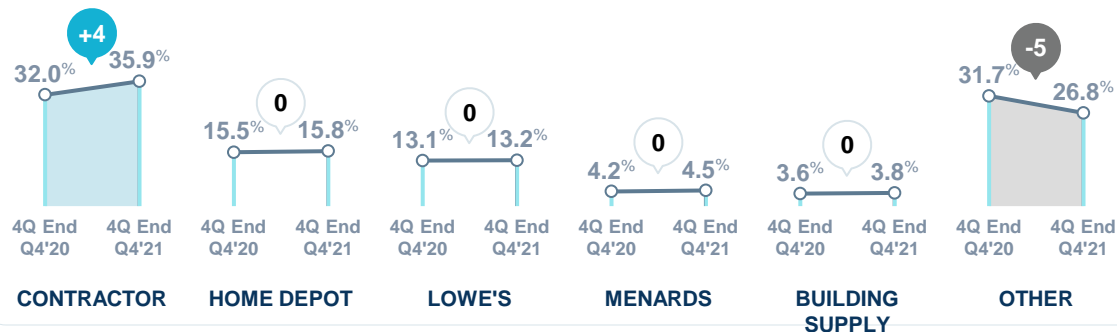 +4
32.0% 35.9%
4Q End 4Q End
Q4'20 Q4'21
CONTRACTOR
0
15.5% 15.8%
4Q End 4Q End
Q4'20 Q4'21
HOME DEPOT
0
13.1% 13.2%
4Q End 4Q End
Q4'20 Q4'21
LOWE'S
0
4.2% 4.5%
4Q End 4Q End
Q4'20 Q4'21
MENARDS
0
3.6% 3.8%
4Q End 4Q End
Q4'20 Q4'21
BUILDING
SUPPLY
-5
31.7% 26.8%
4Q End 4Q End
Q4'20 Q4'21
OTHER